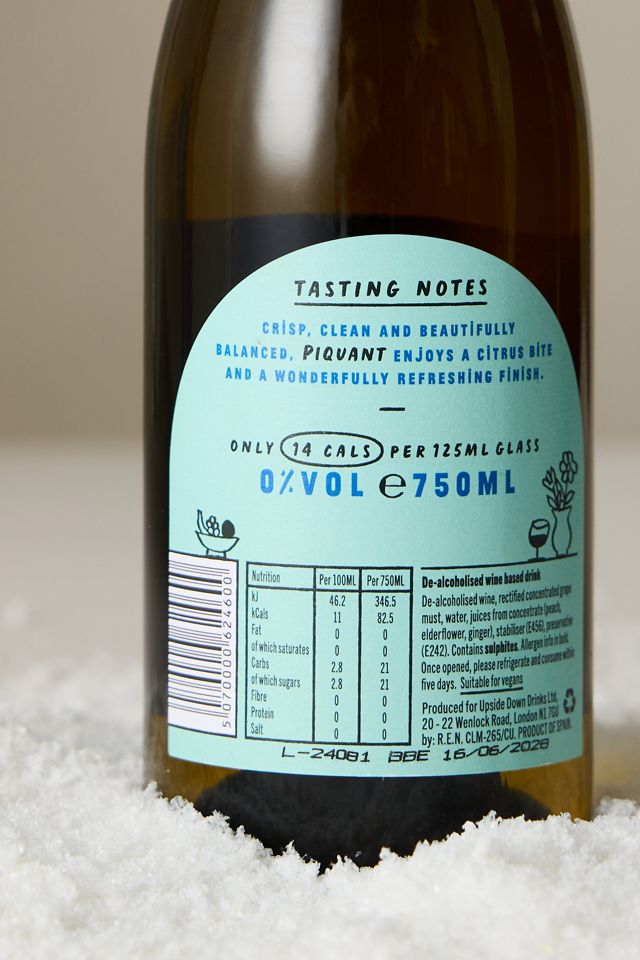 TASTING NOTES
CRISP, CLEAN AND BEAUTIFULLY
BALANCED, PIQUANT ENJOYS A CITRUS BITE
AND A WONDERFULLY REFRESHING FINISH.
ONLY 14 CALS PER 125ML GLASS
0%VOL ℮750ML
Nutrition Per 100ML Per 750ML
kJ 46.2 346.5
kCals 11 82.5
Fat 0 0
of which saturates 0 0
Carbs 2.8 21
of which sugars 2.8 21
Fibre 0 0
Protein 0 0
Salt 0 0
De-alcoholised wine based drink
De-alcoholised wine, rectified concentrated grape
must, water, juices from concentrate (peach,
elderflower, ginger), stabiliser (E456), preservative
(E242). Contains sulphites. Allergen info in bold.
Once opened, please refrigerate and consume within
five days. Suitable for vegans
Produced for Upside Down Drinks Ltd,
20 - 22 Wenlock Road, London N1 7GU
by: R.E.N. CLM-265/CU. PRODUCT OF SPAIN.
5 070000 624600
L-24081 BBE 16/06/2028